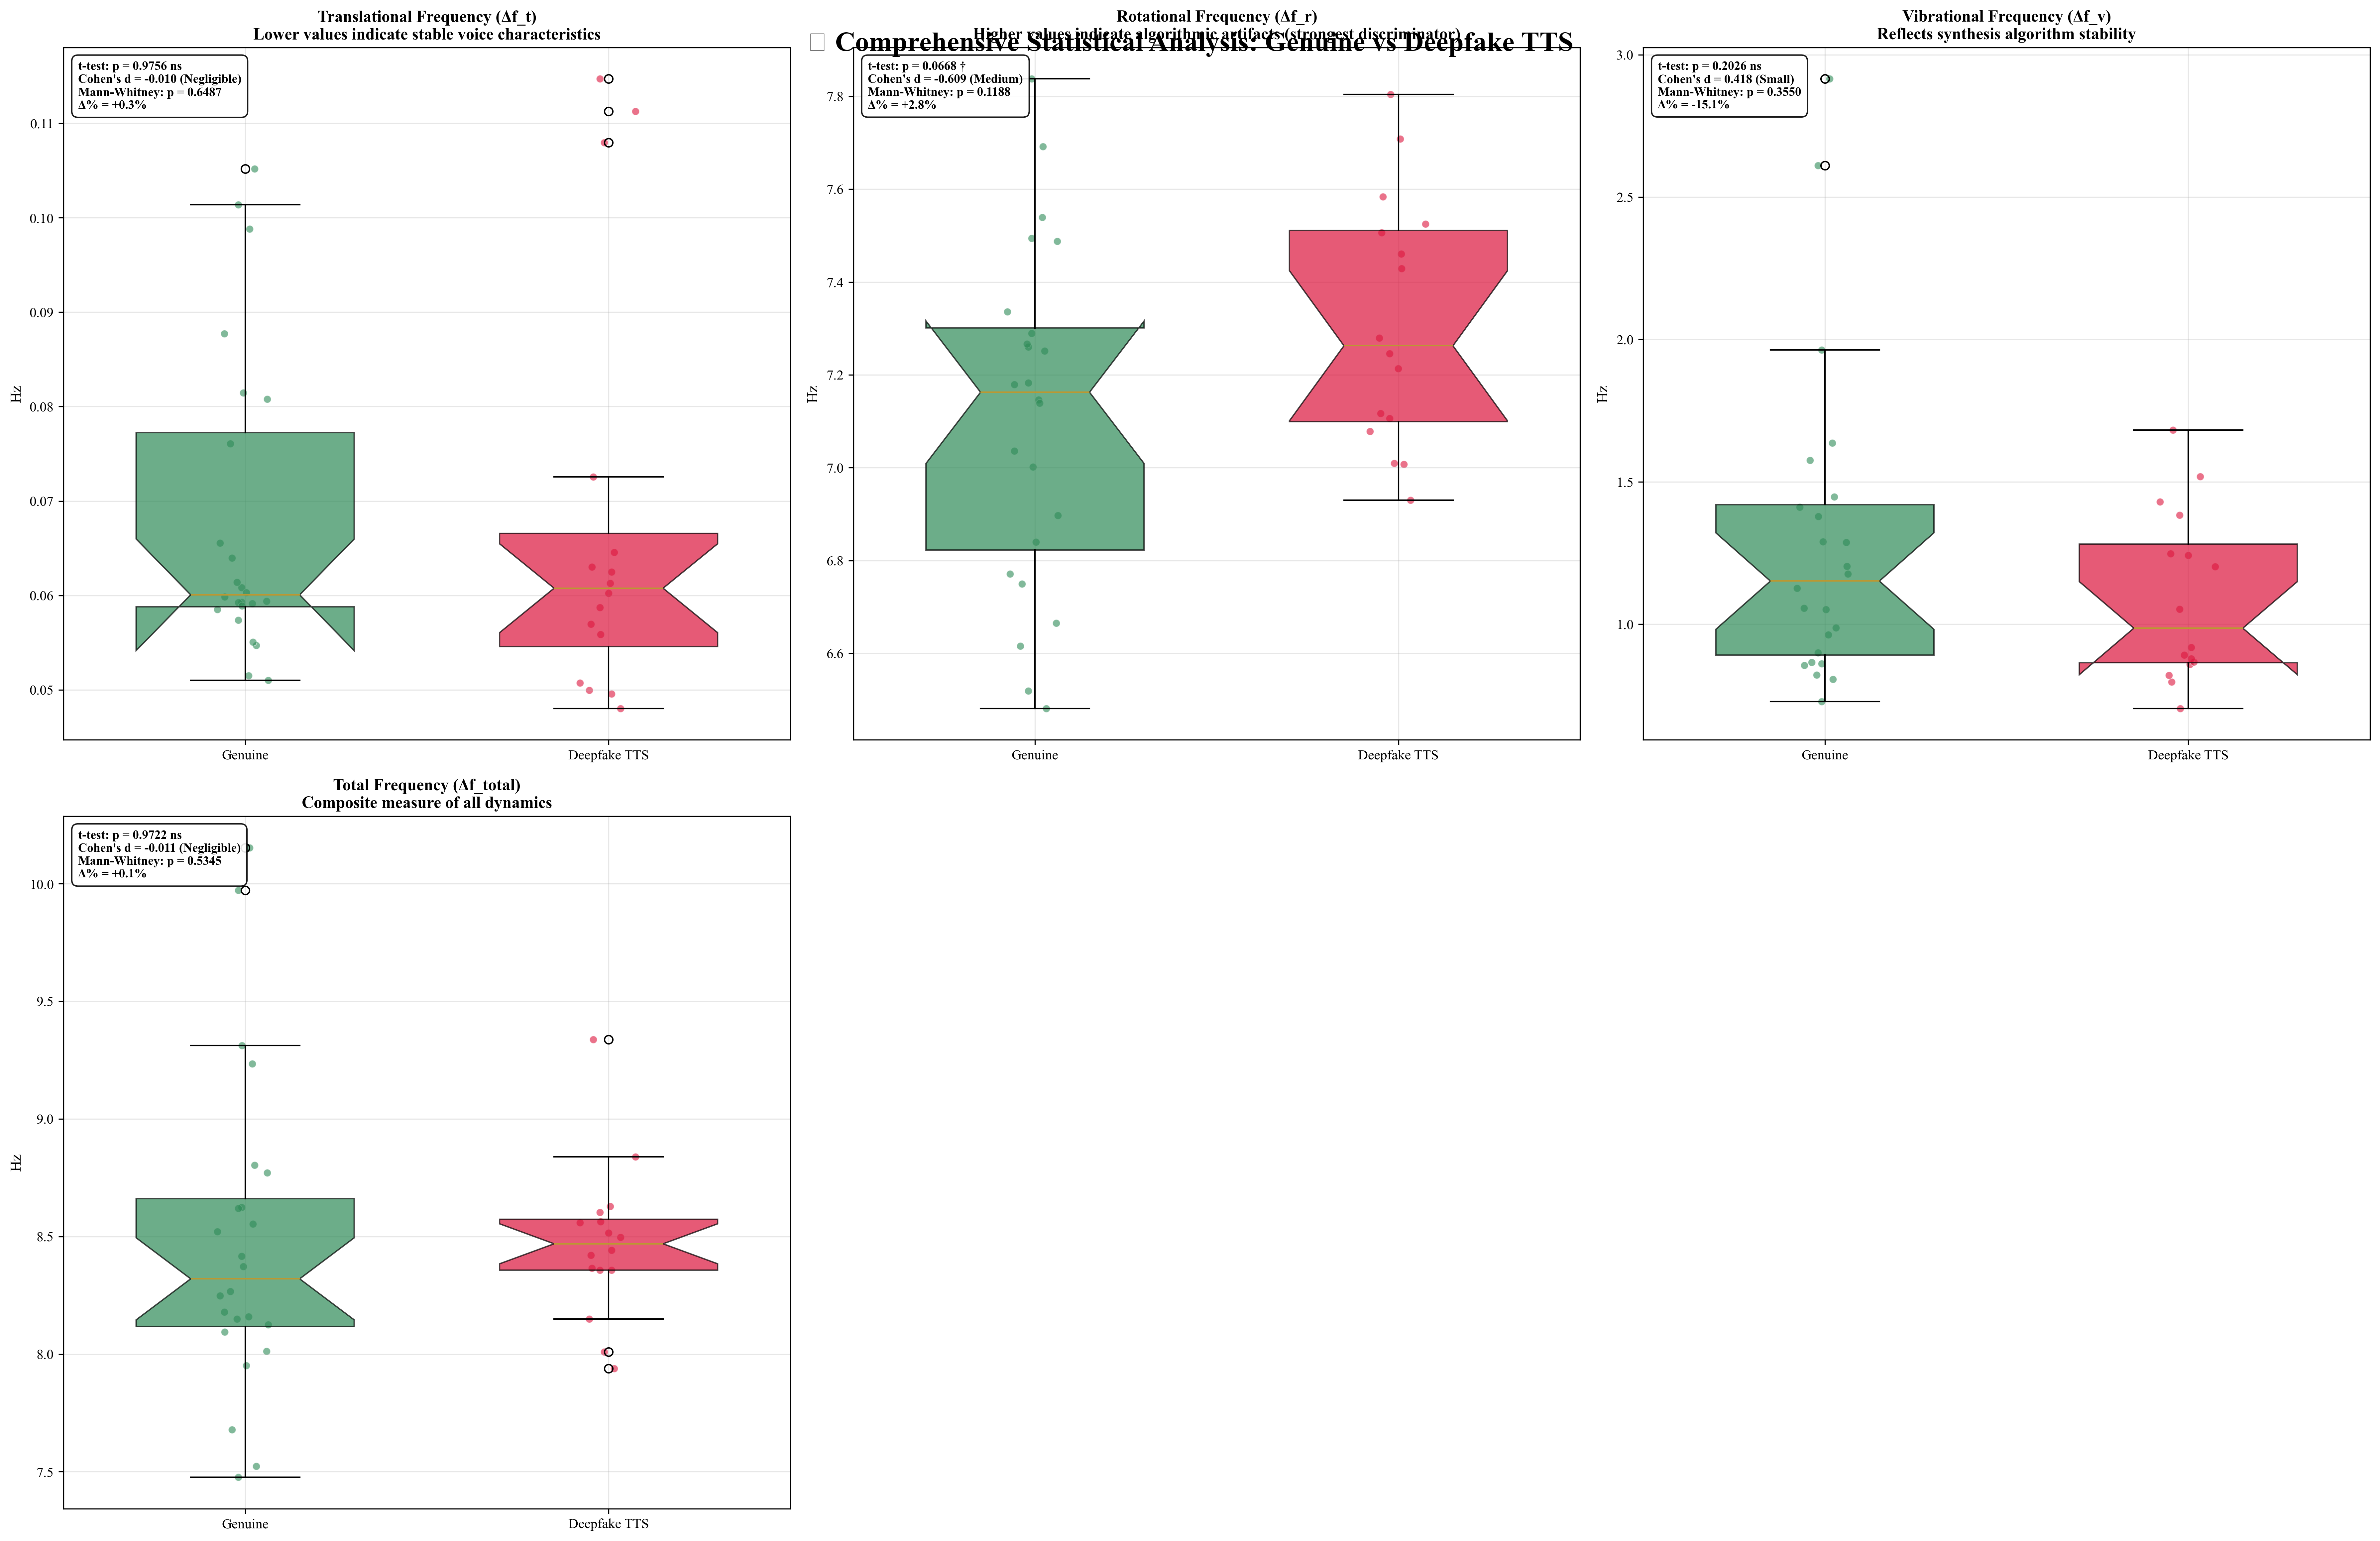 Translational Frequency (Δf_t)
Lower values indicate stable voice characteristics
t-test: p = 0.9756 ns
Cohen's d = -0.010 (Negligible)
Mann-Whitney: p = 0.6487
Δ% = +0.3%
0.11
0.10
0.09
0.08
0.07
0.06
0.05
Hz
Genuine
Deepfake TTS
Rotational Frequency (Δf_r)
Higher values indicate algorithmic artifacts (strongest discriminator)
Comprehensive Statistical Analysis: Genuine vs Deepfake TTS
t-test: p = 0.0668 †
Cohen's d = -0.609 (Medium)
Mann-Whitney: p = 0.1188
Δ% = +2.8%
7.8
7.6
7.4
7.2
7.0
6.8
6.6
Hz
Genuine
Deepfake TTS
Vibrational Frequency (Δf_v)
Reflects synthesis algorithm stability
t-test: p = 0.2026 ns
Cohen's d = 0.418 (Small)
Mann-Whitney: p = 0.3550
Δ% = -15.1%
3.0
2.5
2.0
1.5
1.0
Hz
Genuine
Deepfake TTS
Total Frequency (Δf_total)
Composite measure of all dynamics
t-test: p = 0.9722 ns
Cohen's d = -0.011 (Negligible)
Mann-Whitney: p = 0.5345
Δ% = +0.1%
10.0
9.5
9.0
8.5
8.0
7.5
Hz
Genuine
Deepfake TTS